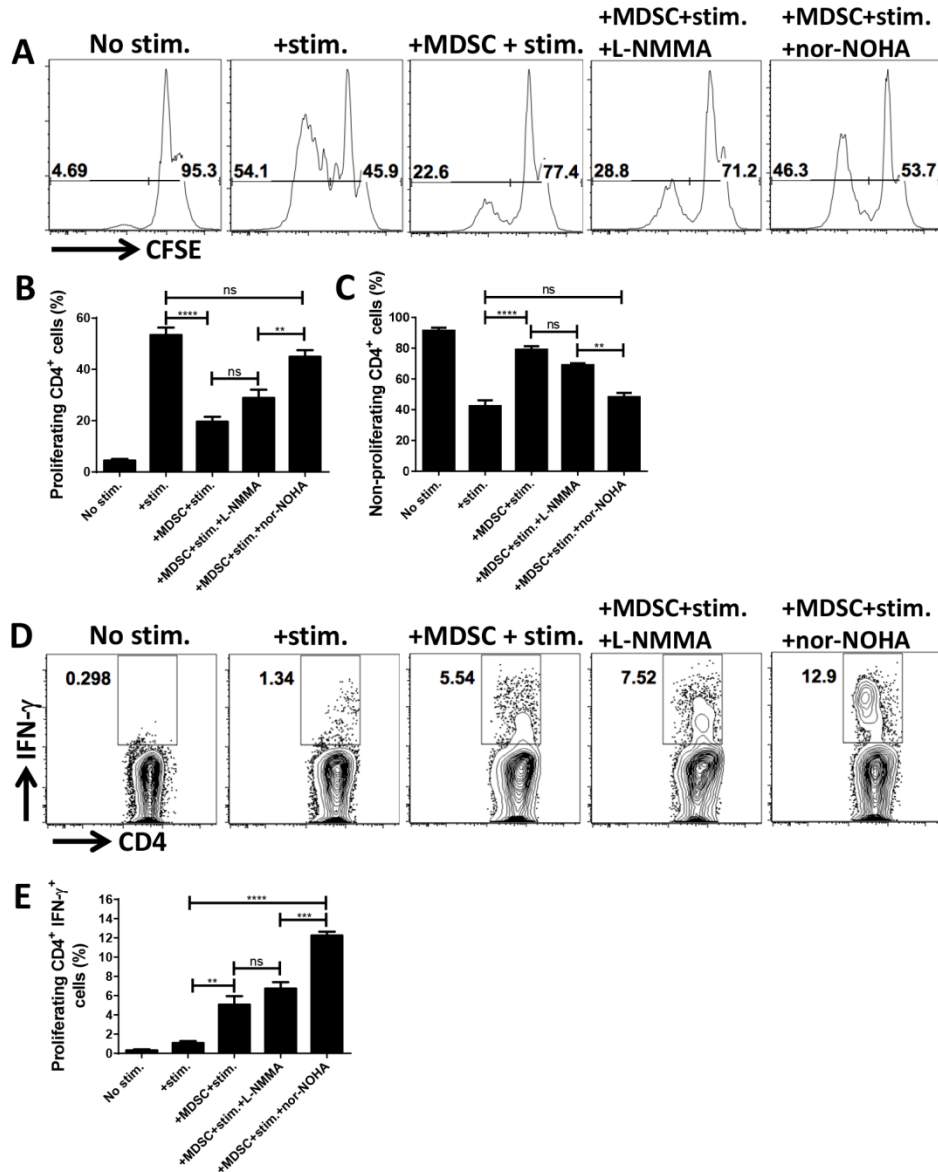 A
No stim.
+stim.
+MDSC + stim.
+MDSC+stim.
+L-NMMA
+MDSC+stim.
+nor-NOHA
4.69
95.3
54.1
45.9
22.6
77.4
28.8
71.2
46.3
53.7
CFSE
B
Proliferating CD4+ cells (%)
60
40
20
0
ns
****
**
ns
No stim.
+stim.
+MDSC+stim.
+MDSC+stim.+L-NMMA
+MDSC+stim.+nor-NOHA
C
Non-proliferating CD4+ cells (%)
100
80
60
40
20
0
ns
****
ns
**
No stim.
+stim.
+MDSC+stim.
+MDSC+stim.+L-NMMA
+MDSC+stim.+nor-NOHA
D
No stim.
+stim.
+MDSC + stim.
+MDSC+stim.
+L-NMMA
+MDSC+stim.
+nor-NOHA
0.298
1.34
5.54
7.52
12.9
IFN-γ
CD4
E
Proliferating CD4+ IFN-γ+
cells (%)
16
14
12
10
8
6
4
2
0
****
***
ns
**
No stim.
+stim.
+MDSC+stim.
+MDSC+stim.+L-NMMA
+MDSC+stim.+nor-NOHA